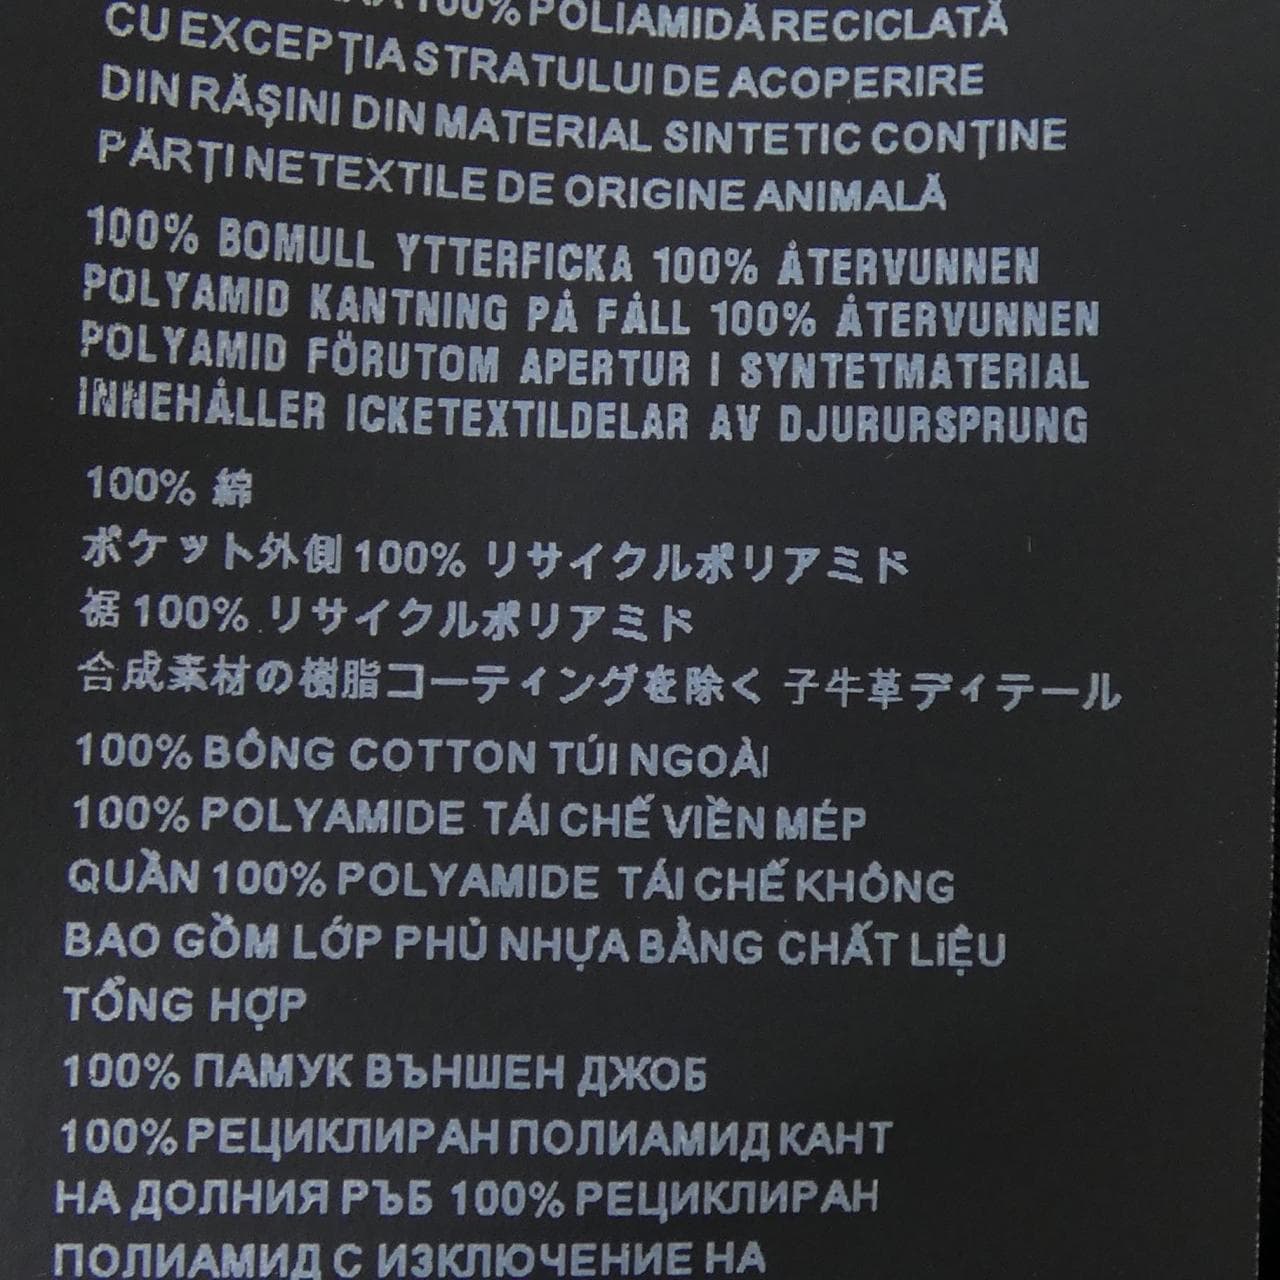 100% POLIAMIDĂ RECICLATĂ
CU EXCEPȚIA STRATULUI DE ACOPERIRE
DIN RĂȘINI DIN MATERIAL SINTETIC CONȚINE
PĂRȚI NETEXTILE DE ORIGINE ANIMALĂ
100% BOMULL YTTERFICKA 100% ÅTERVUNNEN
POLYAMID KANTNING PÅ FÅLL 100% ÅTERVUNNEN
POLYAMID FÖRUTOM APERTUR I SYNTETMATERIAL
INNEHÅLLER ICKETEXTILDELAR AV DJURURSPRUNG
100% 綿
ポケット外側 100% リサイクルポリアミド
裾 100% リサイクルポリアミド
合成素材の樹脂コーティングを除く 子牛革ディテール
100% BÔNG COTTON TÚI NGOÀI
100% POLYAMIDE TÁI CHẾ VIỀN MÉP
QUẦN 100% POLYAMIDE TÁI CHẾ KHÔNG
BAO GỒM LỚP PHỦ NHỰA BẰNG CHẤT LiỆU
TỔNG HỢP
100% ПАМУК ВЪНШЕН ДЖОБ
100% РЕЦИКЛИРАН ПОЛИАМИД КАНТ
НА ДОЛНИЯ РЪБ 100% РЕЦИКЛИРАН
ПОЛИАМИД С ИЗКЛЮЧЕНИЕ НА